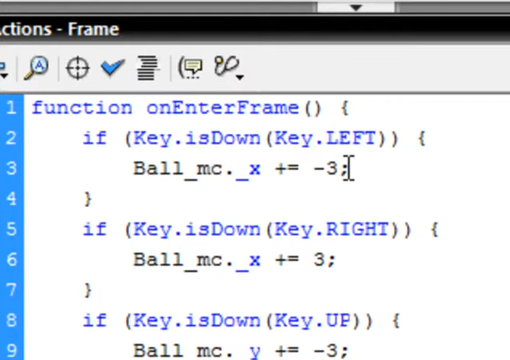 ctions - Frame
1 function onEnterFrame() {
2 if (Key.isDown(Key.LEFT)) {
3 Ball_mc._x += -3;
4 }
5 if (Key.isDown(Key.RIGHT)) {
6 Ball_mc._x += 3;
7 }
8 if (Key.isDown(Key.UP)) {
9 Ball_mc._y += -3;